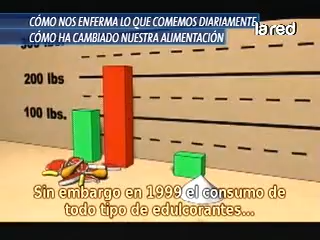 CÓMO NOS ENFERMA LO QUE COMEMOS DIARIAMENTE
la red
CÓMO HA CAMBIADO NUESTRA ALIMENTACIÓN
200 lbs.
100 lbs.
Sin embargo en 1999 el consumo de
todo tipo de edulcorantes...